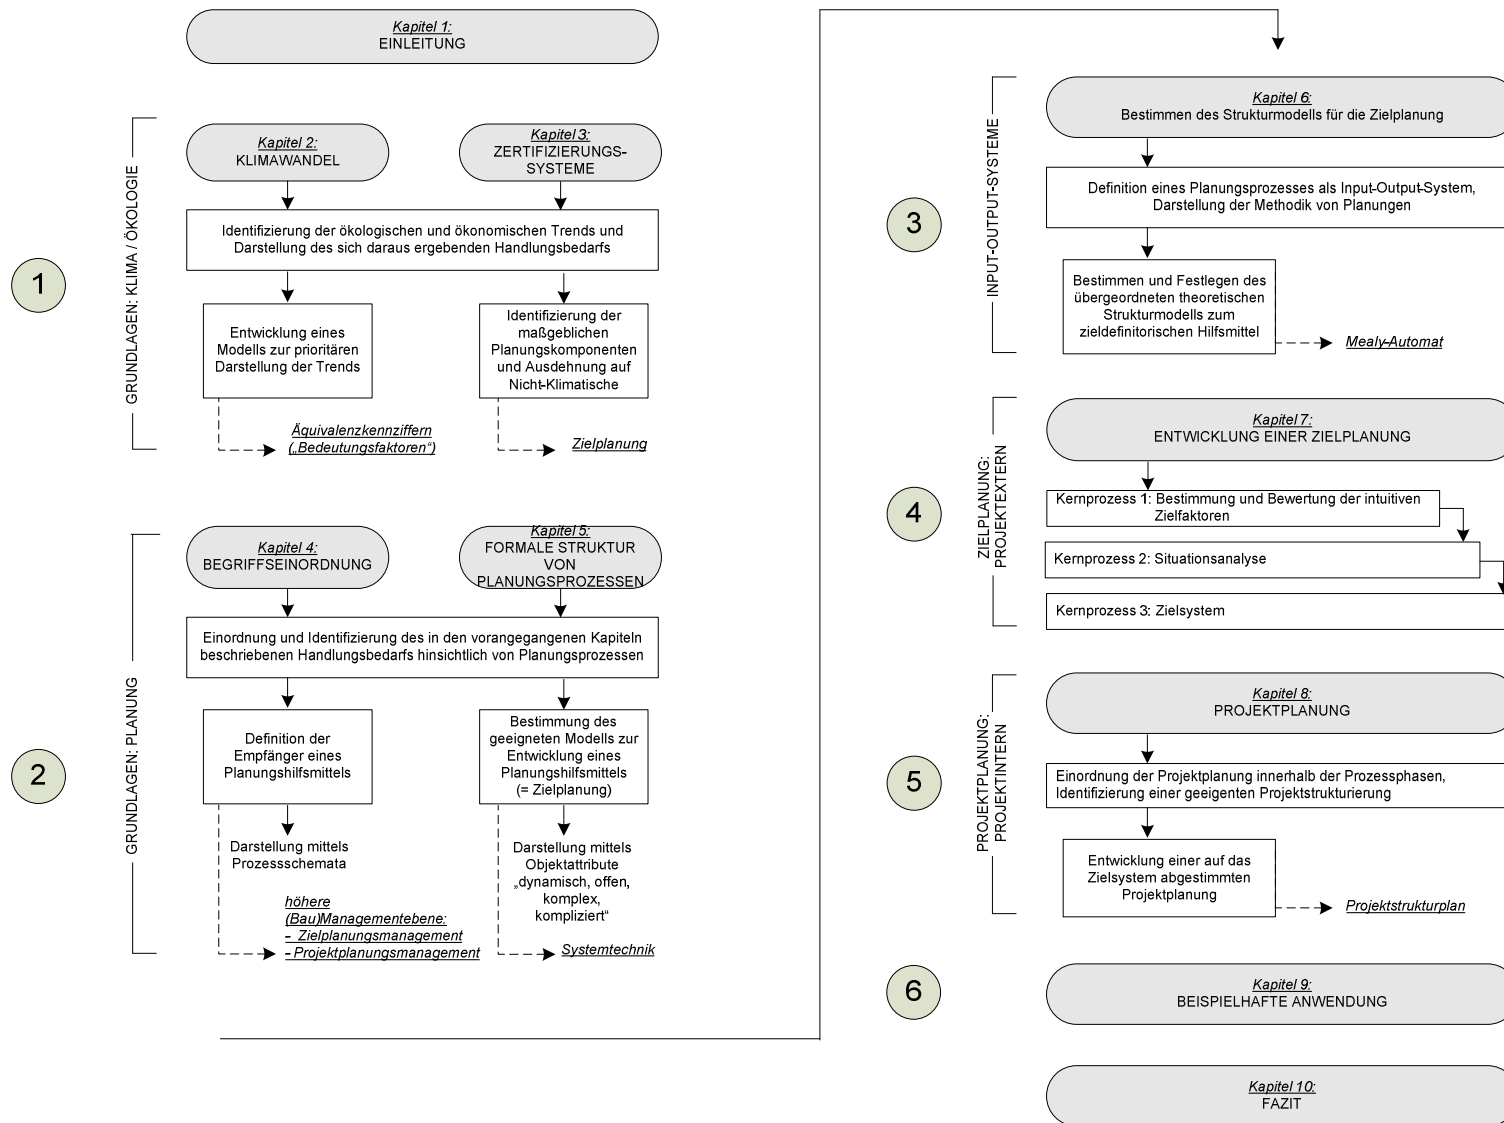 Kapitel 1:
EINLEITUNG
GRUNDLAGEN: KLIMA / ÖKOLOGIE
1
Kapitel 2:
KLIMAWANDEL
Kapitel 3:
ZERTIFIZIERUNGS-
SYSTEME
Identifizierung der ökologischen und ökonomischen Trends und
Darstellung des sich daraus ergebenden Handlungsbedarfs
Entwicklung eines
Modells zur prioritären
Darstellung der Trends
Identifizierung der
maßgeblichen
Planungskomponenten
und Ausdehnung auf
Nicht-Klimatische
Äquivalenzkennziffern
(„Bedeutungsfaktoren“)
Zielplanung
GRUNDLAGEN: PLANUNG
2
Kapitel 4:
BEGRIFFSEINORDNUNG
Kapitel 5:
FORMALE STRUKTUR
VON
PLANUNGSPROZESSEN
Einordnung und Identifizierung des in den vorangegangenen Kapiteln
beschriebenen Handlungsbedarfs hinsichtlich von Planungsprozessen
Definition der
Empfänger eines
Planungshilfsmittels
Bestimmung des
geeigneten Modells zur
Entwicklung eines
Planungshilfsmittels
(= Zielplanung)
Darstellung mittels
Prozessschemata
Darstellung mittels
Objektattribute
„dynamisch, offen,
komplex,
kompliziert“
höhere
(Bau)Managementebene:
- Zielplanungsmanagement
- Projektplanungsmanagement
Systemtechnik
INPUT-OUTPUT-SYSTEME
3
Kapitel 6:
Bestimmen des Strukturmodells für die Zielplanung
Definition eines Planungsprozesses als Input-Output-System,
Darstellung der Methodik von Planungen
Bestimmen und Festlegen des
übergeordneten theoretischen
Strukturmodells zum
zieldefinitorischen Hilfsmittel
Mealy-Automat
ZIELPLANUNG:
PROJEKTEXTERN
4
Kapitel 7:
ENTWICKLUNG EINER ZIELPLANUNG
Kernprozess 1: Bestimmung und Bewertung der intuitiven
Zielfaktoren
Kernprozess 2: Situationsanalyse
Kernprozess 3: Zielsystem
PROJEKTPLANUNG:
PROJEKTINTERN
5
Kapitel 8:
PROJEKTPLANUNG
Einordnung der Projektplanung innerhalb der Prozessphasen,
Identifizierung einer geeigenten Projektstrukturierung
Entwicklung einer auf das
Zielsystem abgestimmten
Projektplanung
Projektstrukturplan
6
Kapitel 9:
BEISPIELHAFTE ANWENDUNG
Kapitel 10:
FAZIT